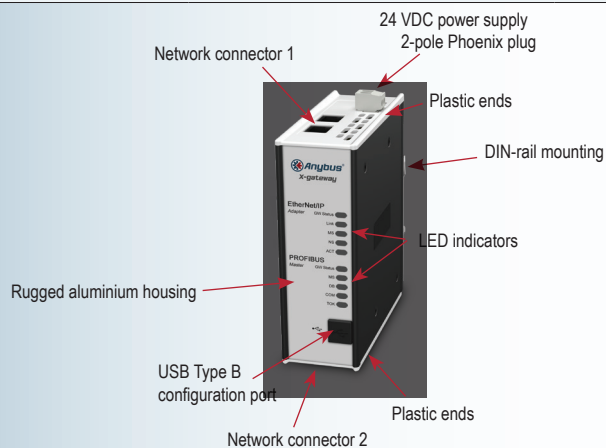 24 VDC power supply
2-pole Phoenix plug
Network connector 1
Plastic ends
DIN-rail mounting
Anybus®
X-gateway
EtherNet/IP
Adapter
GW Status
Link
MS
NS
ACT
LED indicators
PROFIBUS
Master
GW Status
MS
DB
COM
TOK
Rugged aluminium housing
USB Type B
configuration port
Plastic ends
Network connector 2